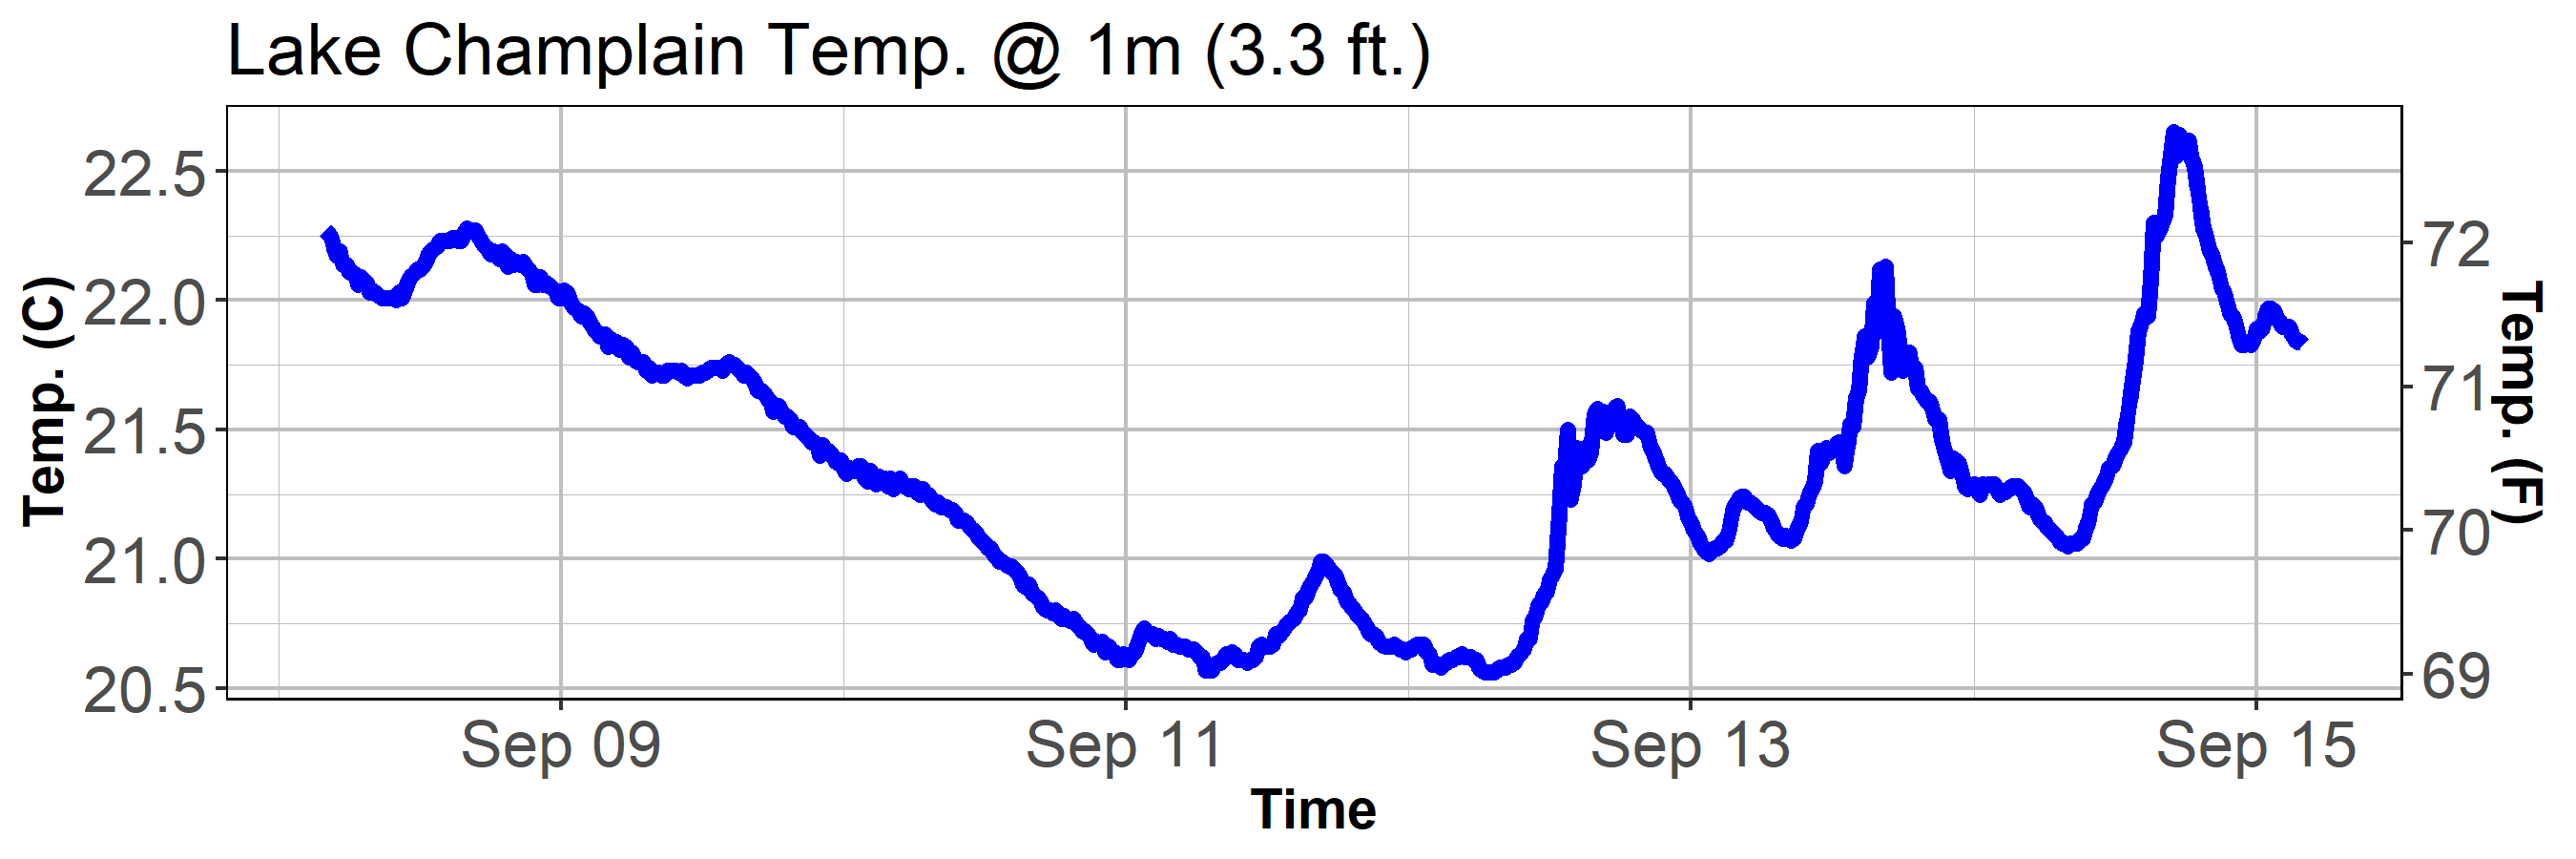 Lake Champlain Temp. @ 1m (3.3 ft.)
Temp. (C)
22.5
22.0
21.5
21.0
20.5
72
71
70
69
Temp. (F)
Sep 09
Sep 11
Sep 13
Sep 15
Time